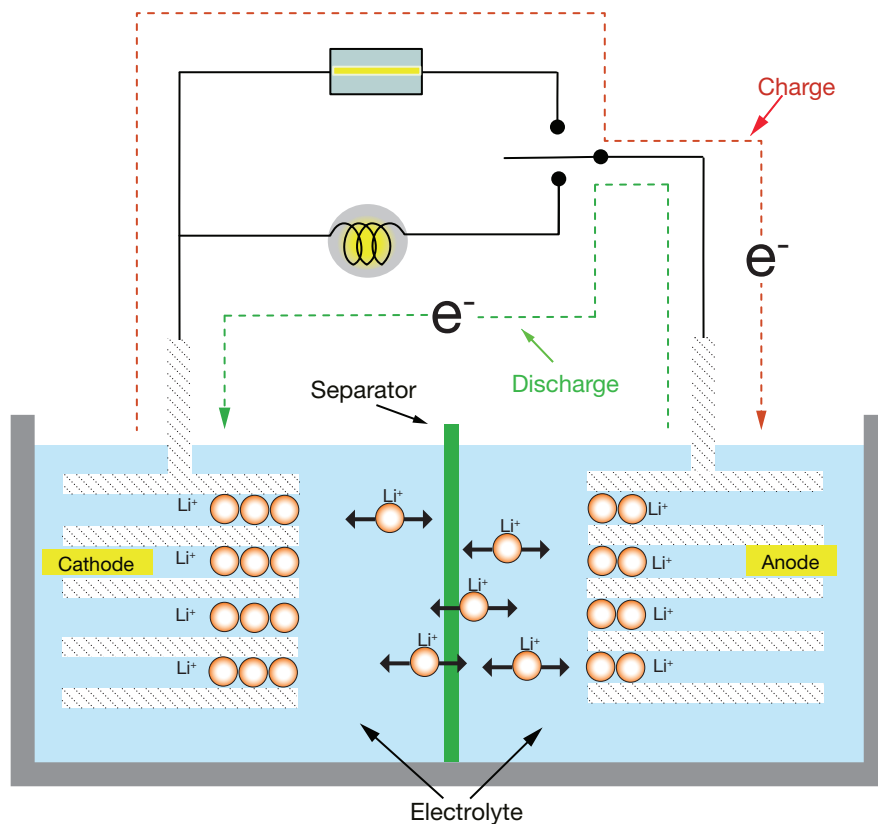 Charge
e⁻
e⁻
Discharge
Separator
Li⁺
Li⁺
Li⁺
Li⁺
Cathode
Li⁺
Li⁺
Li⁺
Li⁺
Li⁺
Li⁺
Li⁺
Anode
Li⁺
Li⁺
Li⁺
Electrolyte